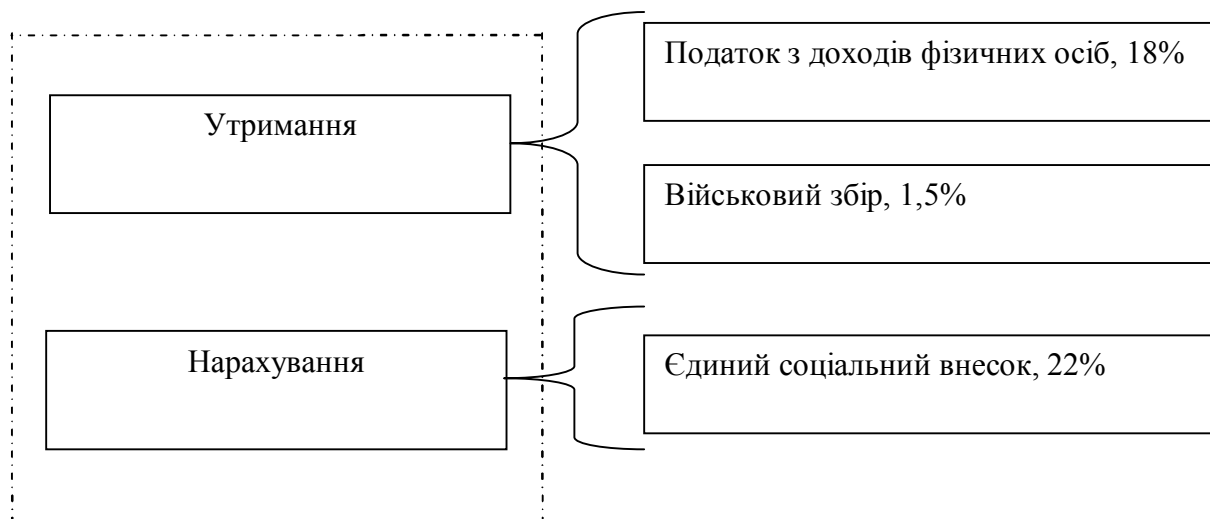 Утримання
Податок з доходів фізичних осіб, 18%
Військовий збір, 1,5%
Нарахування
Єдиний соціальний внесок, 22%